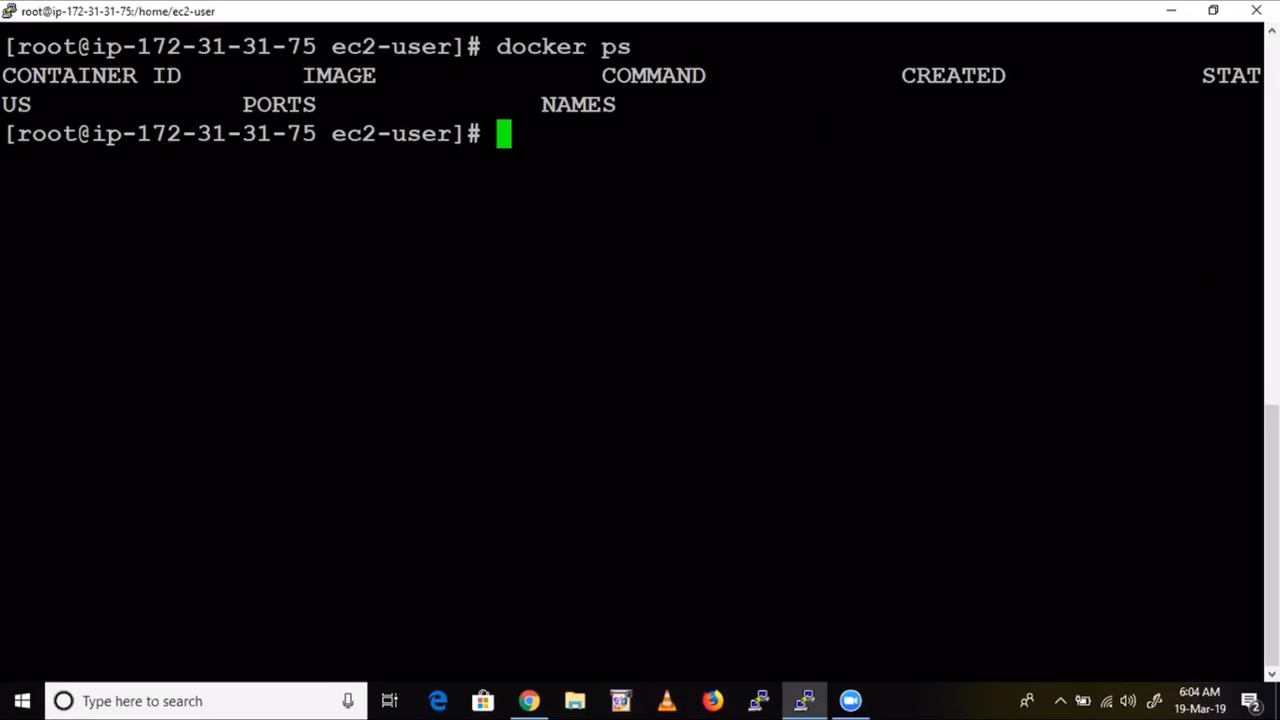 root@ip-172-31-31-75:/home/ec2-user
[root@ip-172-31-31-75 ec2-user]# docker ps
CONTAINER ID        IMAGE               COMMAND             CREATED             STAT
US              PORTS               NAMES
[root@ip-172-31-31-75 ec2-user]#
Type here to search
6:04 AM
19-Mar-19
2